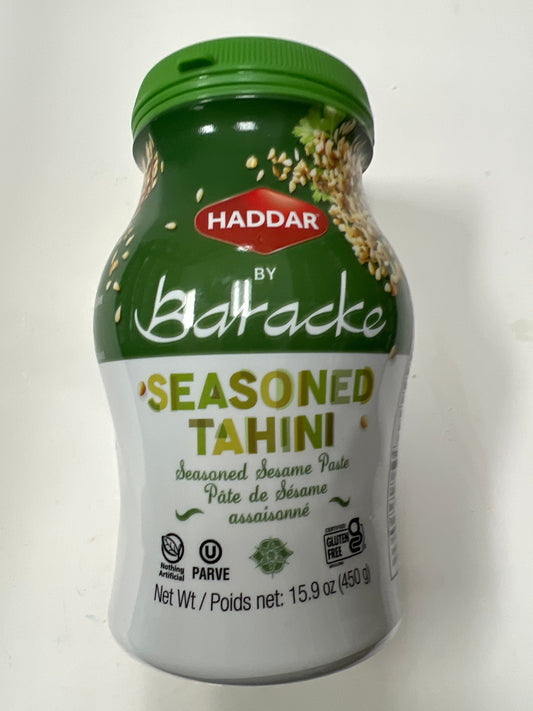 HADDAR
BY
Baracke
SEASONED
TAHINI
Seasoned Sesame Paste
Pâte de Sésame
assaisonné
Nothing
Artificial
U
PARVE
CERTIFIED
GLUTEN
FREE
Net Wt / Poids net: 15.9 oz (450 g)